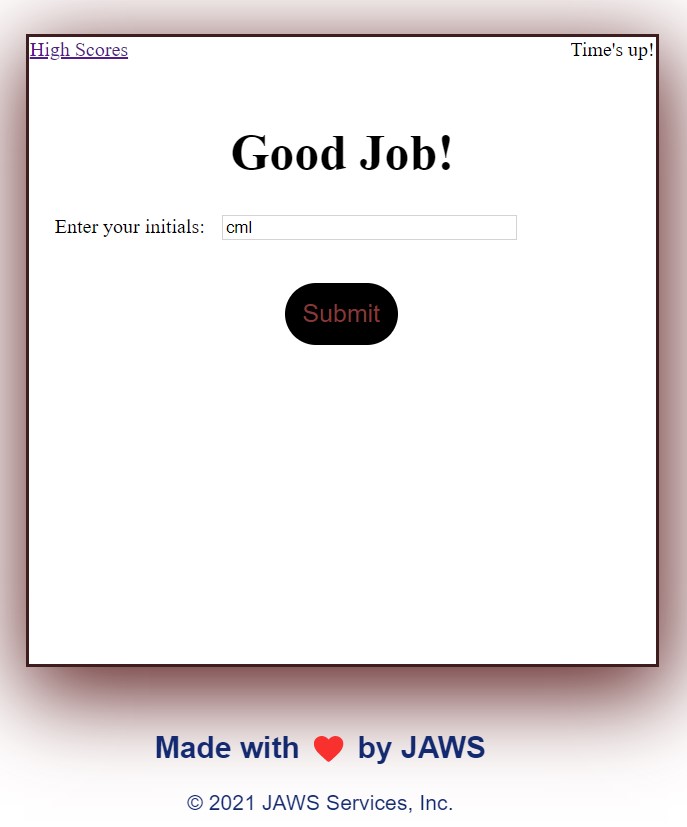 High Scores Time's up!
Good Job!
Enter your initials: cml
Submit
Made with ❤ by JAWS
© 2021 JAWS Services, Inc.